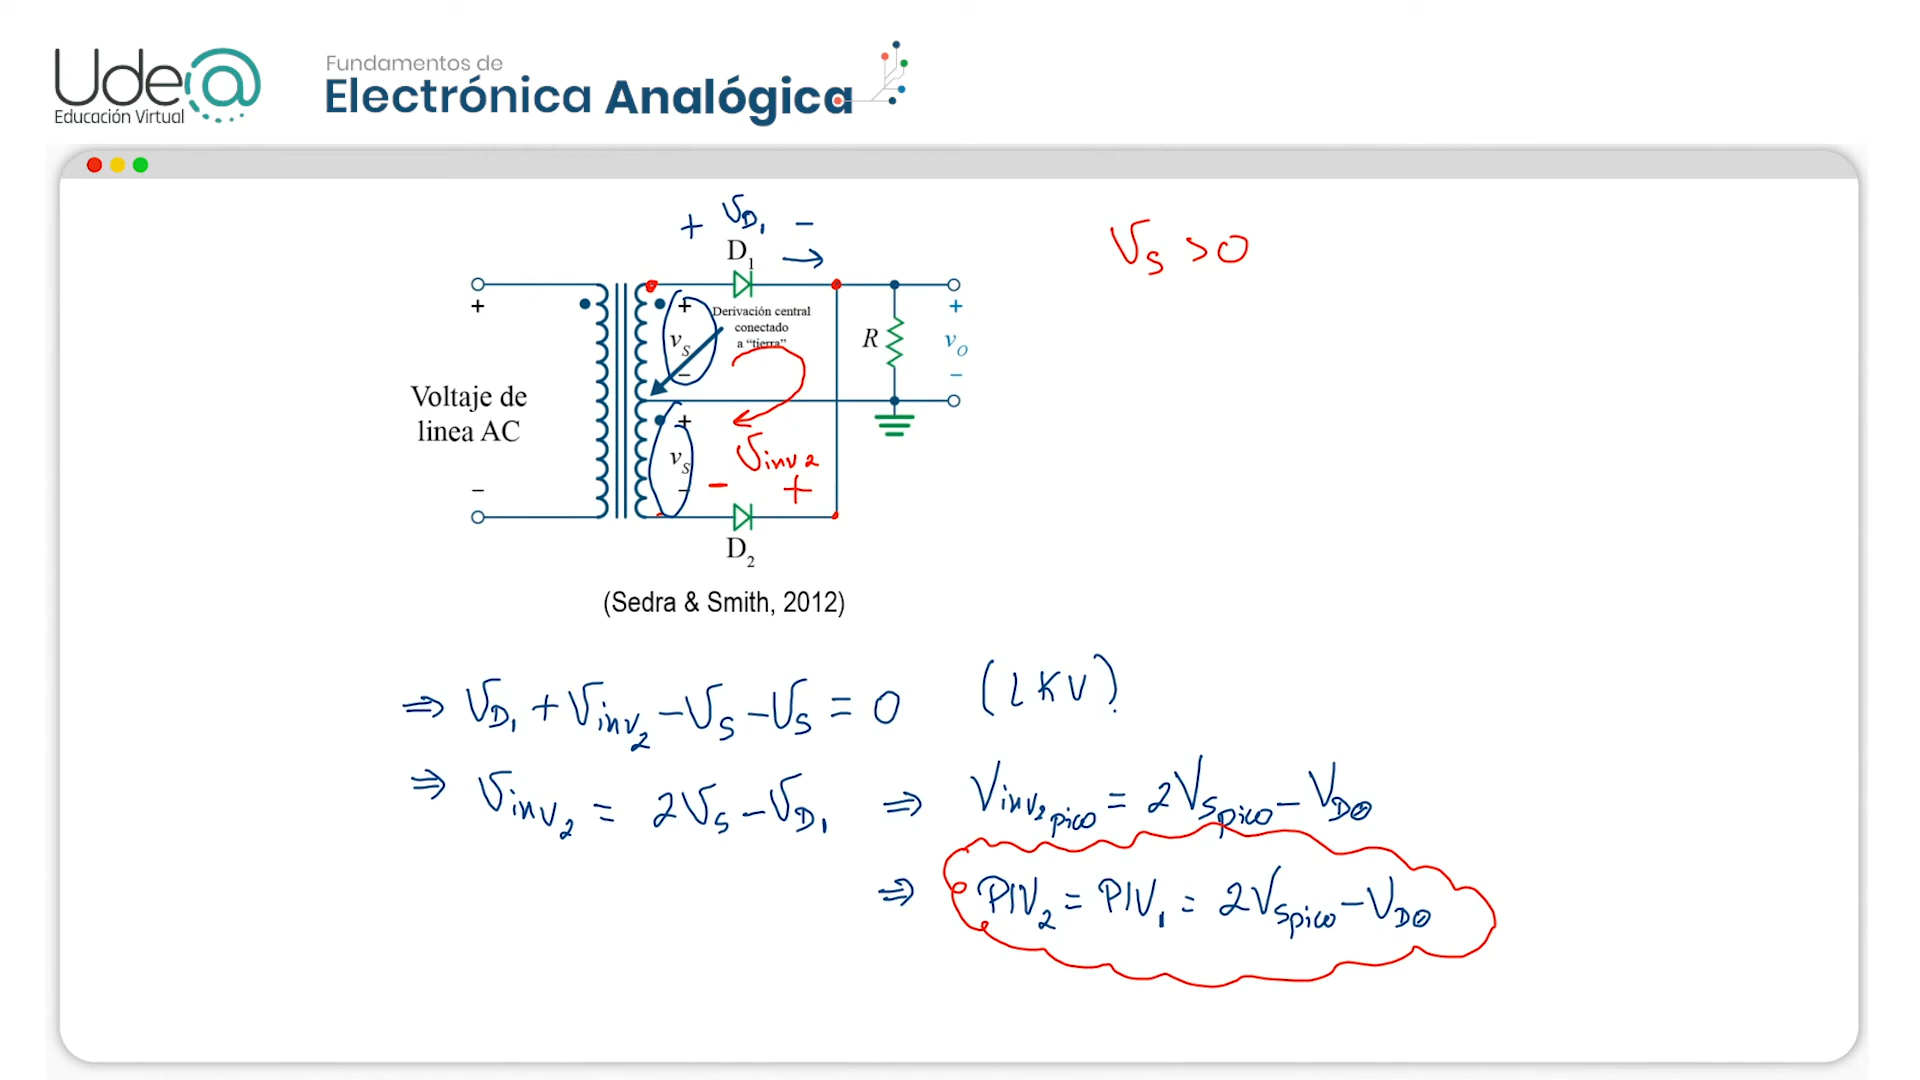 Ude@
Educación Virtual
Fundamentos de
Electrónica Analógica
+ V_D1 -
V_S > 0
D_1
+
+
Derivación central
conectado
a "tierra"
v_S
-
R
+
v_O
-
Voltaje de
linea AC
+
v_S
-
V_inv2
- +
-
D_2
(Sedra & Smith, 2012)
⇒ V_D1 + V_inv2 - V_S - V_S = 0 (LKV).
⇒ V_inv2 = 2V_S - V_D1 ⇒ V_inv2pico = 2V_Spico - V_D0
⇒ PIV_2 = PIV_1 = 2V_Spico - V_D0